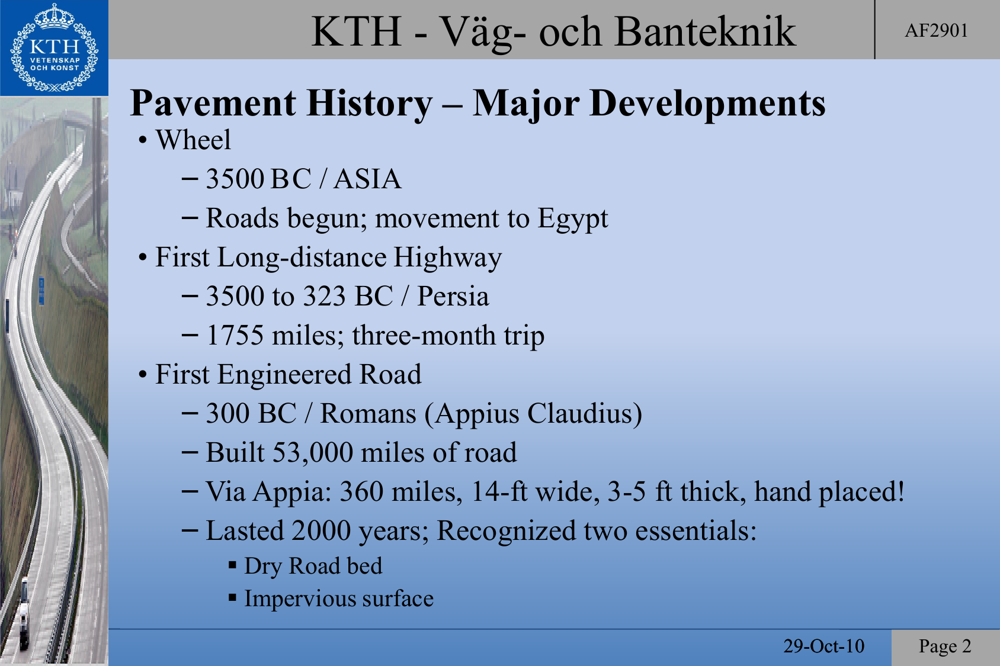 KTH
VETENSKAP
OCH KONST
KTH - Väg- och Banteknik
AF2901
Pavement History – Major Developments
• Wheel
– 3500 BC / ASIA
– Roads begun; movement to Egypt
• First Long-distance Highway
– 3500 to 323 BC / Persia
– 1755 miles; three-month trip
• First Engineered Road
– 300 BC / Romans (Appius Claudius)
– Built 53,000 miles of road
– Via Appia: 360 miles, 14-ft wide, 3-5 ft thick, hand placed!
– Lasted 2000 years; Recognized two essentials:
▪ Dry Road bed
▪ Impervious surface
29-Oct-10
Page 2